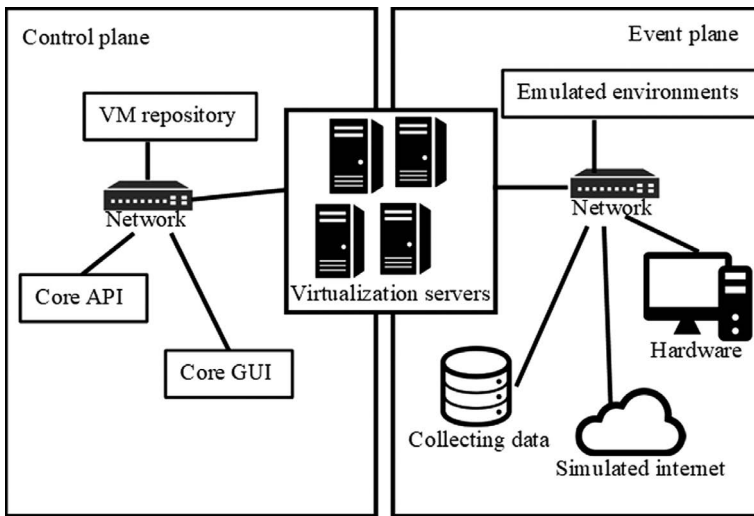 Control plane
Event plane
VM repository
Emulated environments
Network
Network
Virtualization servers
Core API
Core GUI
Hardware
Collecting data
Simulated internet